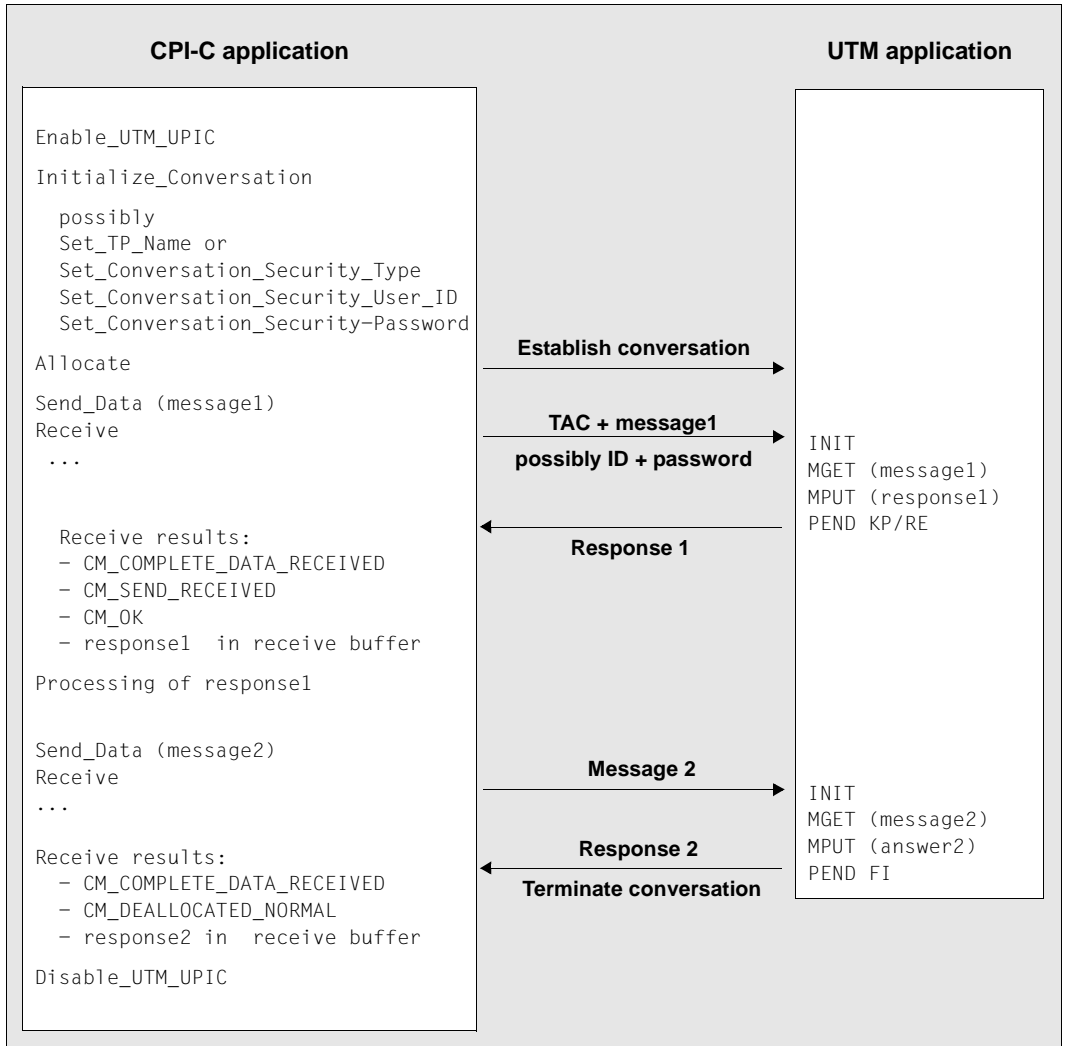 CPI-C application
UTM application
Enable_UTM_UPIC
Initialize_Conversation
possibly
Set_TP_Name or
Set_Conversation_Security_Type
Set_Conversation_Security_User_ID
Set_Conversation_Security-Password
Allocate
Establish conversation
Send_Data (message1)
Receive
...
TAC + message1
possibly ID + password
INIT
MGET (message1)
MPUT (response1)
PEND KP/RE
Response 1
Receive results:
– CM_COMPLETE_DATA_RECEIVED
– CM_SEND_RECEIVED
– CM_OK
– response1 in receive buffer
Processing of response1
Send_Data (message2)
Receive
...
Message 2
INIT
MGET (message2)
MPUT (answer2)
PEND FI
Response 2
Terminate conversation
Receive results:
– CM_COMPLETE_DATA_RECEIVED
– CM_DEALLOCATED_NORMAL
– response2 in receive buffer
Disable_UTM_UPIC